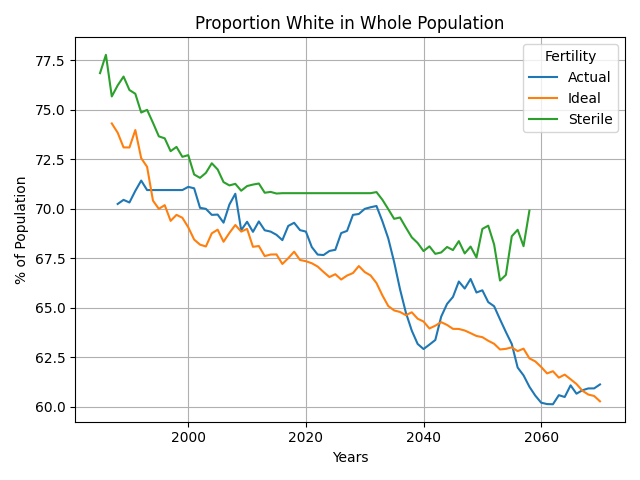 Proportion White in Whole Population
Fertility
Actual
Ideal
Sterile
% of Population
77.5
75.0
72.5
70.0
67.5
65.0
62.5
60.0
2000
2020
2040
2060
Years